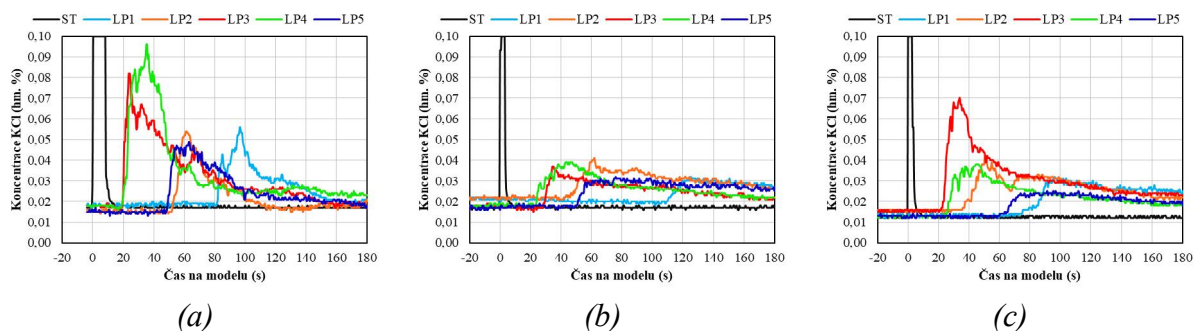 ST LP1 LP2 LP3 LP4 LP5
0,10
0,09
0,08
0,07
0,06
0,05
0,04
0,03
0,02
0,01
0,00
Koncentrace KCl (hm. %)
-20 0 20 40 60 80 100 120 140 160 180
Čas na modelu (s)
(a)
ST LP1 LP2 LP3 LP4 LP5
0,10
0,09
0,08
0,07
0,06
0,05
0,04
0,03
0,02
0,01
0,00
Koncentrace KCl (hm. %)
-20 0 20 40 60 80 100 120 140 160 180
Čas na modelu (s)
(b)
ST LP1 LP2 LP3 LP4 LP5
0,10
0,09
0,08
0,07
0,06
0,05
0,04
0,03
0,02
0,01
0,00
Koncentrace KCl (hm. %)
-20 0 20 40 60 80 100 120 140 160 180
Čas na modelu (s)
(c)